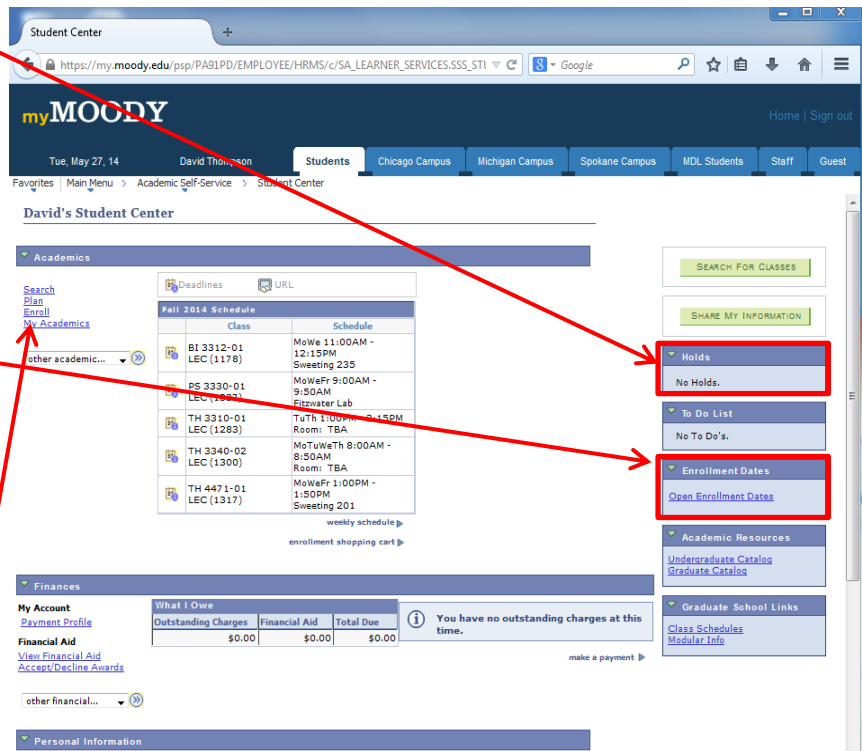 Student Center
https://my.moody.edu/psp/PA91PD/EMPLOYEE/HRMS/c/SA_LEARNER_SERVICES.SSS_STU
Google
myMOODY
Home | Sign out
Tue, May 27, 14
David Thompson
Students
Chicago Campus
Michigan Campus
Spokane Campus
MDL Students
Staff
Guest
Favorites Main Menu > Academic Self-Service > Student Center
David's Student Center
Academics
Search
Plan
Enroll
My Academics
other academic...
Deadlines URL
Fall 2014 Schedule
Class Schedule
BI 3312-01
LEC (1178)
MoWe 11:00AM -
12:15PM
Sweeting 235
PS 3330-01
LEC
MoWeFr 9:00AM -
9:50AM
Fitzwater Lab
TH 3310-01
LEC (1283)
TuTh 1:00PM - 2:15PM
Room: TBA
TH 3340-02
LEC (1300)
MoTuWeTh 8:00AM -
8:50AM
Room: TBA
TH 4471-01
LEC (1317)
MoWeFr 1:00PM -
1:50PM
Sweeting 201
weekly schedule
enrollment shopping cart
SEARCH FOR CLASSES
SHARE MY INFORMATION
Holds
No Holds.
To Do List
No To Do's.
Enrollment Dates
Open Enrollment Dates
Academic Resources
Undergraduate Catalog
Graduate Catalog
Graduate School Links
Class Schedules
Modular Info
Finances
My Account
Payment Profile
Financial Aid
View Financial Aid
Accept/Decline Awards
other financial...
What I Owe
Outstanding Charges Financial Aid Total Due
$0.00 $0.00 $0.00
You have no outstanding charges at this
time.
make a payment
Personal Information